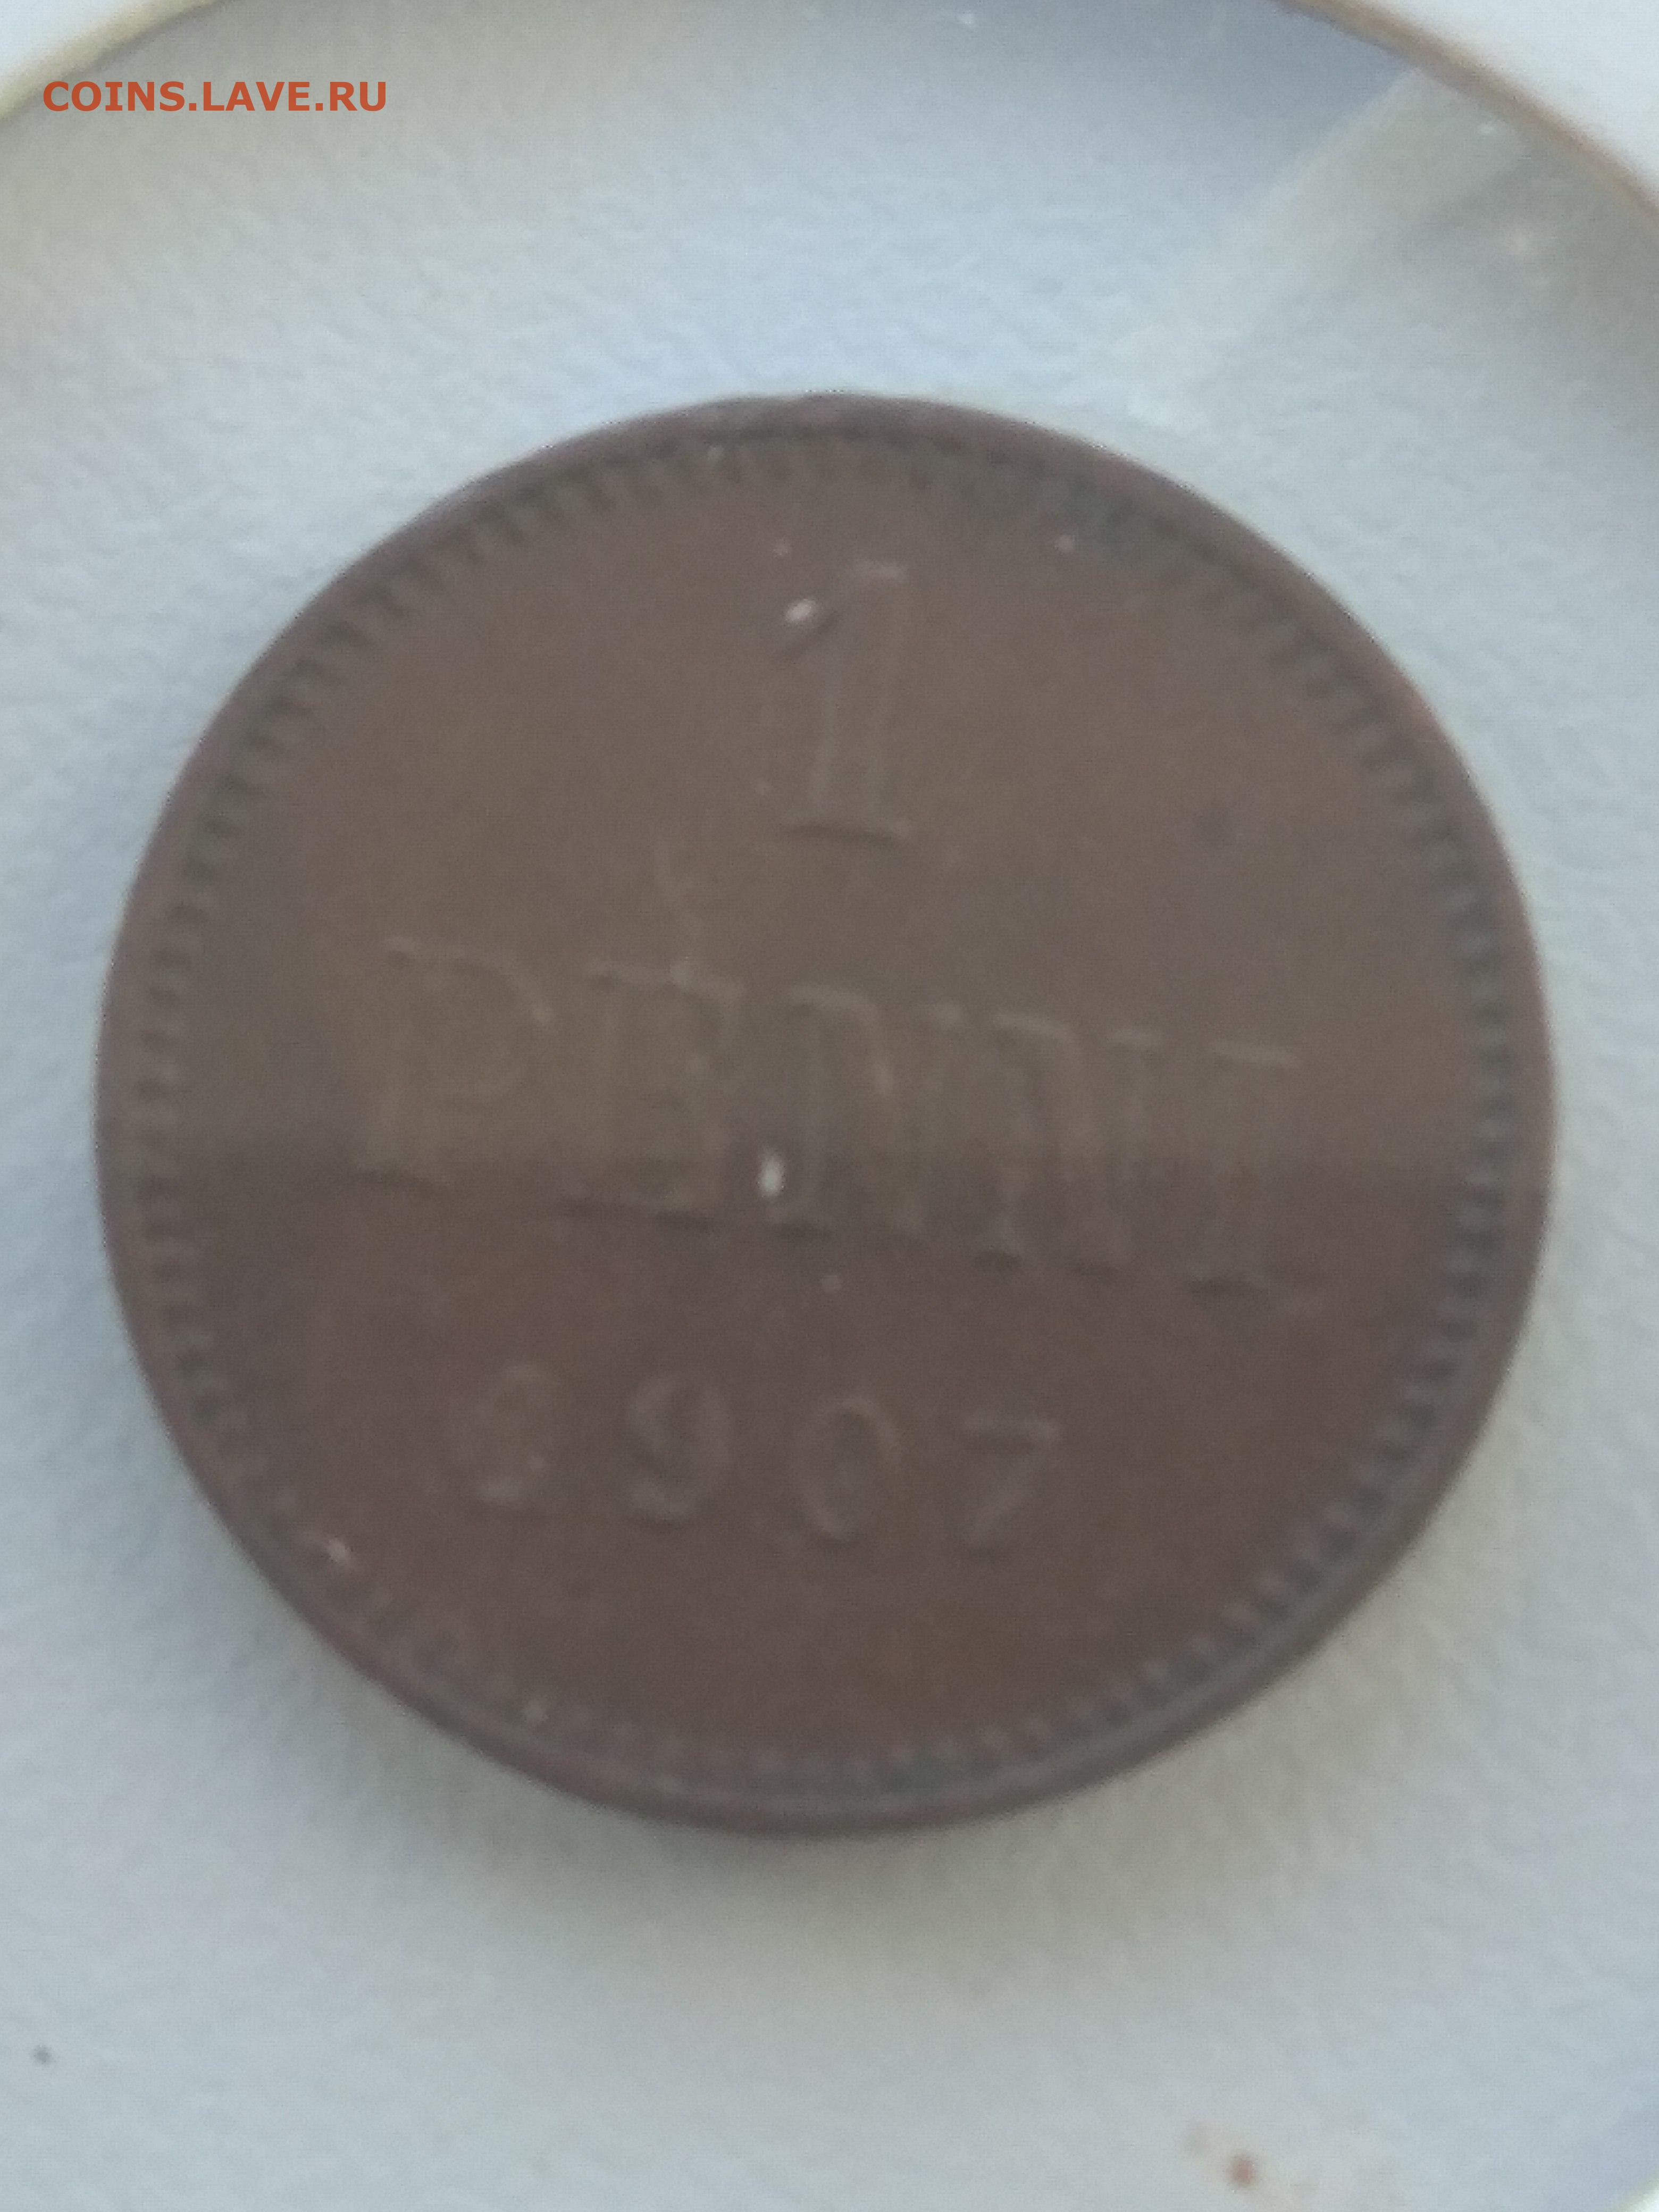 COINS.LAVE.RU
1
PENNI
1907